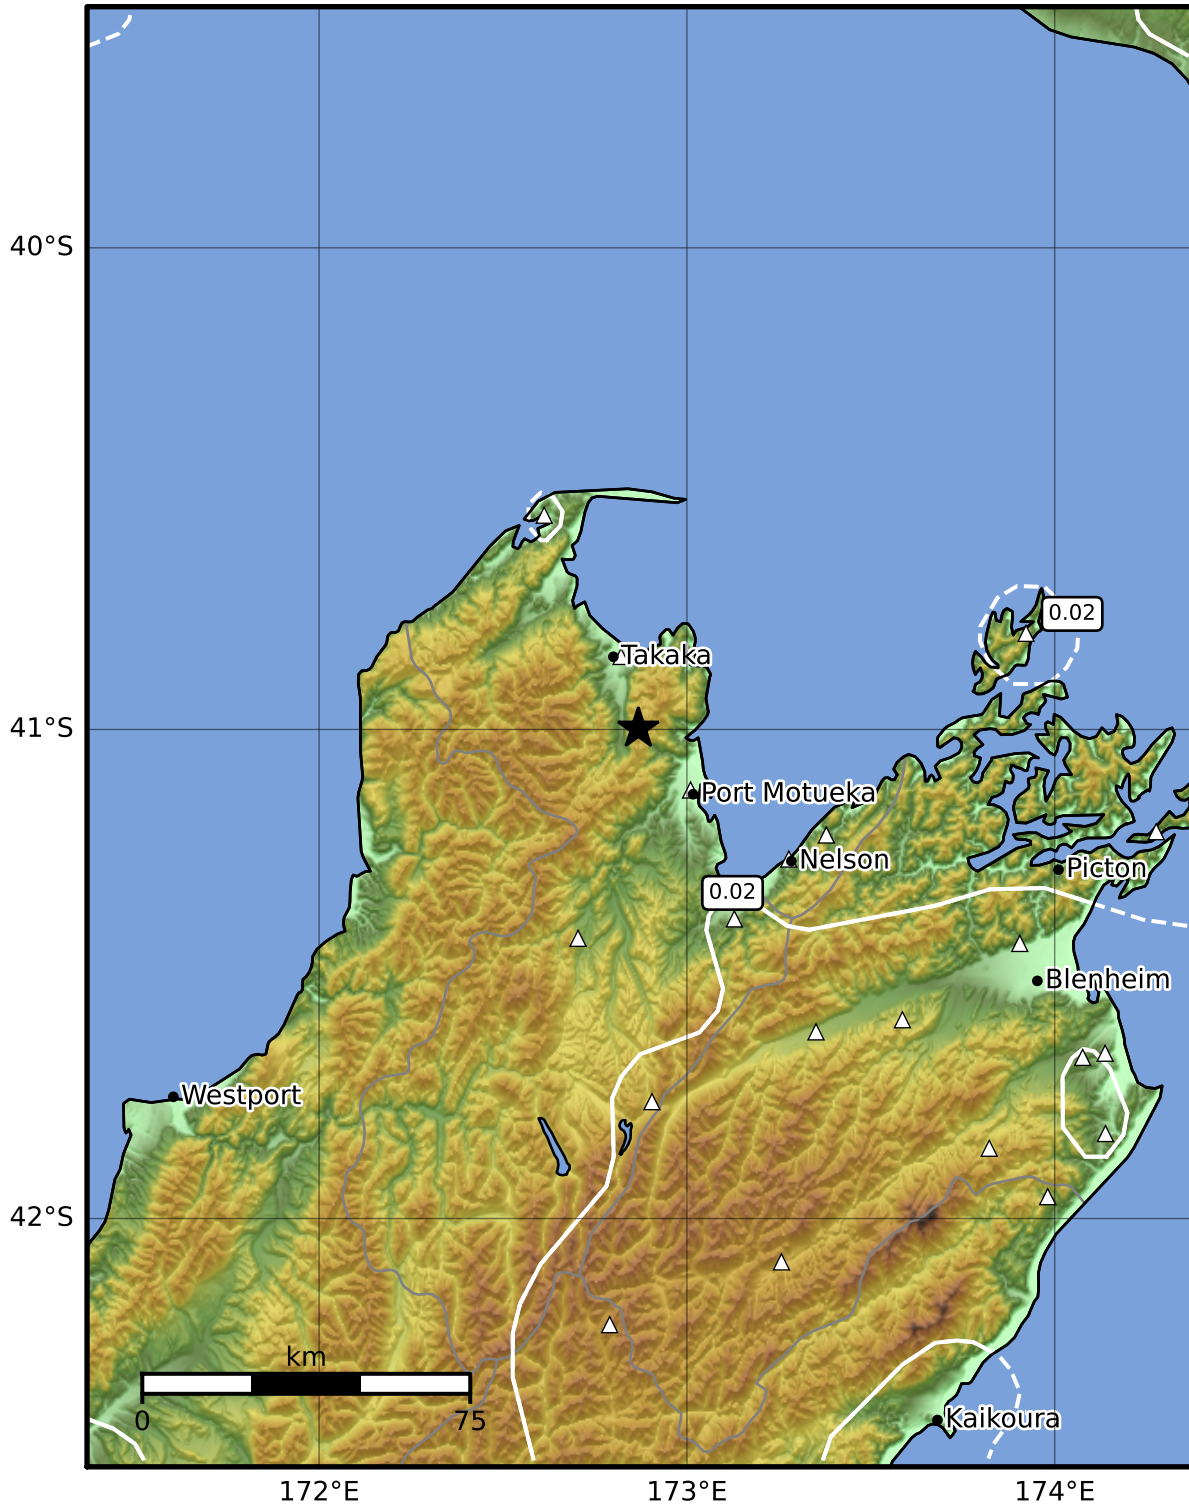 40°S
0.02
Takaka
41°S
Port Motueka
Nelson
Picton
0.02
Blenheim
Westport
42°S
km
0
75
Kaikoura
172°E
173°E
174°E